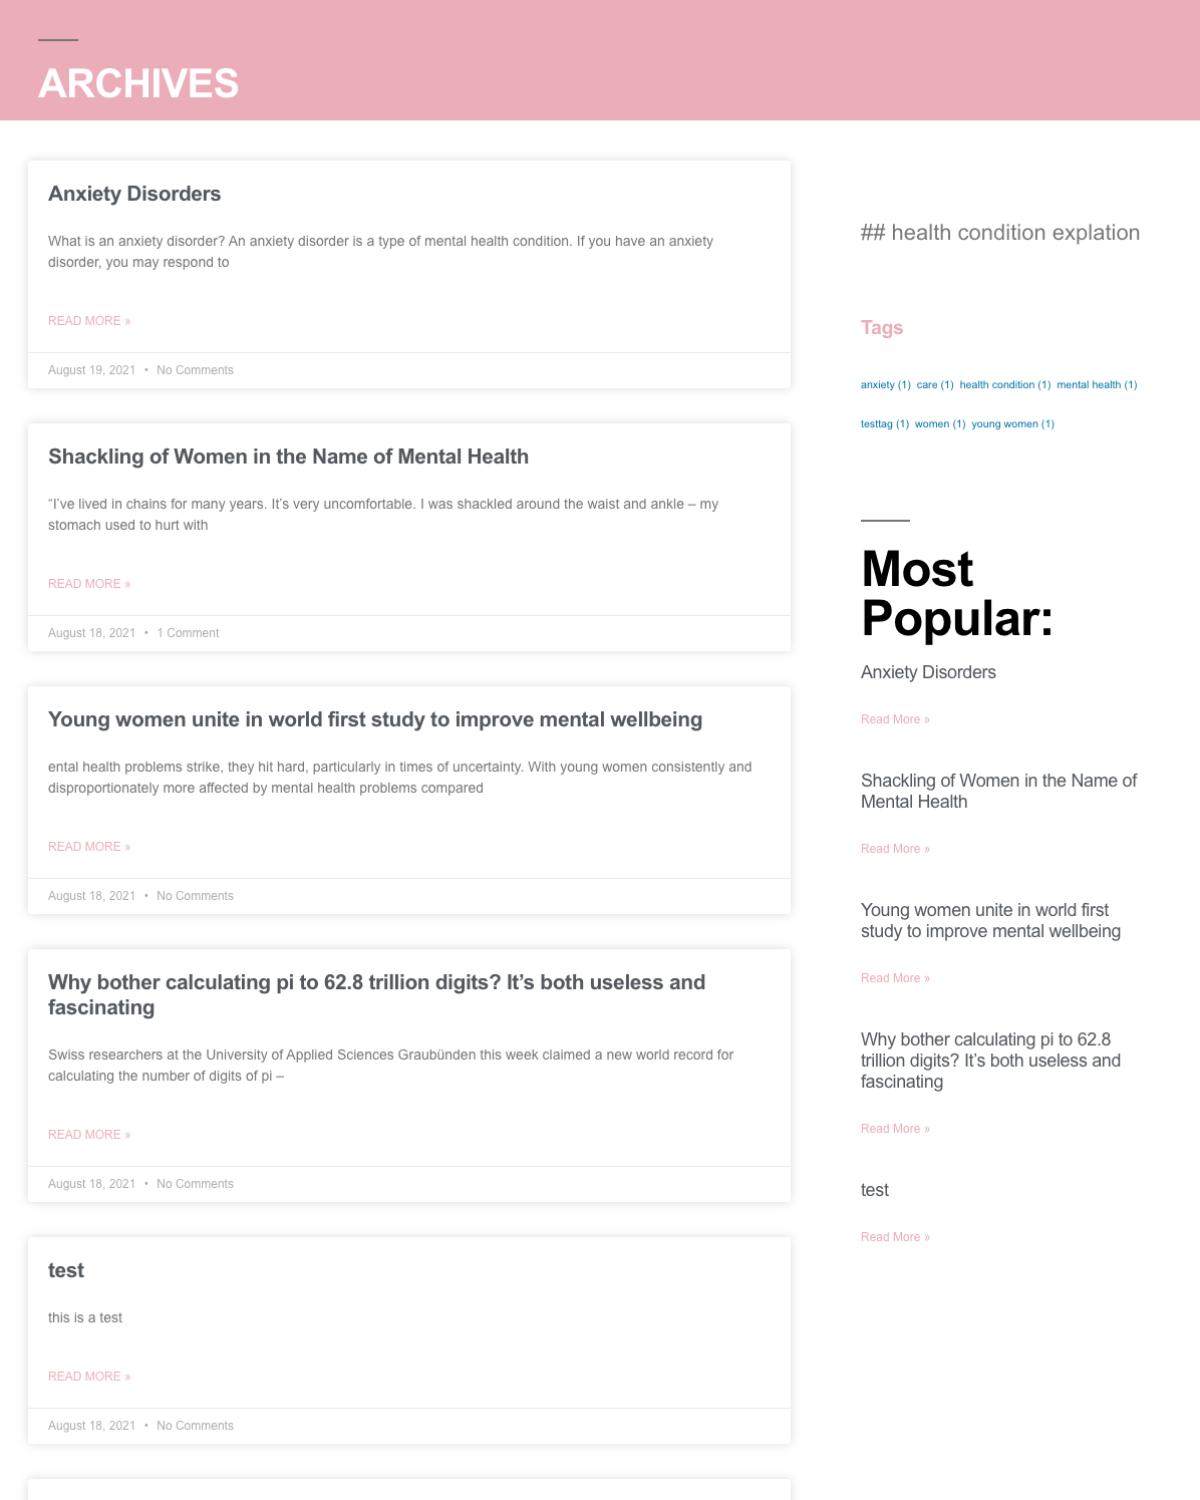 ARCHIVES
Anxiety Disorders
What is an anxiety disorder? An anxiety disorder is a type of mental health condition. If you have an anxiety
disorder, you may respond to
READ MORE »
August 19, 2021 • No Comments
Shackling of Women in the Name of Mental Health
“I’ve lived in chains for many years. It’s very uncomfortable. I was shackled around the waist and ankle – my
stomach used to hurt with
READ MORE »
August 18, 2021 • 1 Comment
Young women unite in world first study to improve mental wellbeing
ental health problems strike, they hit hard, particularly in times of uncertainty. With young women consistently and
disproportionately more affected by mental health problems compared
READ MORE »
August 18, 2021 • No Comments
Why bother calculating pi to 62.8 trillion digits? It’s both useless and
fascinating
Swiss researchers at the University of Applied Sciences Graubünden this week claimed a new world record for
calculating the number of digits of pi –
READ MORE »
August 18, 2021 • No Comments
test
this is a test
READ MORE »
August 18, 2021 • No Comments
## health condition explation
Tags
anxiety (1) care (1) health condition (1) mental health (1)
testtag (1) women (1) young women (1)
Most
Popular:
Anxiety Disorders
Read More »
Shackling of Women in the Name of
Mental Health
Read More »
Young women unite in world first
study to improve mental wellbeing
Read More »
Why bother calculating pi to 62.8
trillion digits? It’s both useless and
fascinating
Read More »
test
Read More »